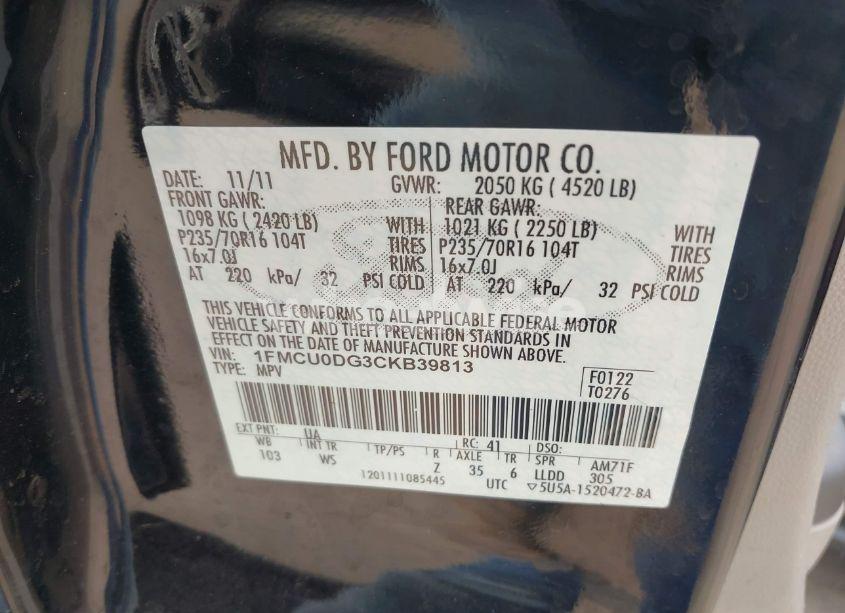 MFD. BY FORD MOTOR CO.
DATE: 11/11 GVWR: 2050 KG ( 4520 LB)
FRONT GAWR: REAR GAWR:
1098 KG ( 2420 LB) WITH 1021 KG ( 2250 LB) WITH
P235/70R16 104T TIRES P235/70R16 104T TIRES
16x7.0J RIMS 16x7.0J RIMS
AT 220 kPa/ 32 PSI COLD AT 220 kPa/ 32 PSI COLD
THIS VEHICLE CONFORMS TO ALL APPLICABLE FEDERAL MOTOR
VEHICLE SAFETY AND THEFT PREVENTION STANDARDS IN
EFFECT ON THE DATE OF MANUFACTURE SHOWN ABOVE.
VIN: 1FMCU0DG3CKB39813
TYPE: MPV
F0122
T0276
EXT PNT: UA RC: 41 DSO:
WB INT TR TP/PS R AXLE TR SPR AM71F
103 WS Z 35 6 LLDD 305
1201111085445 UTC ▽5U5A-1520472-BA